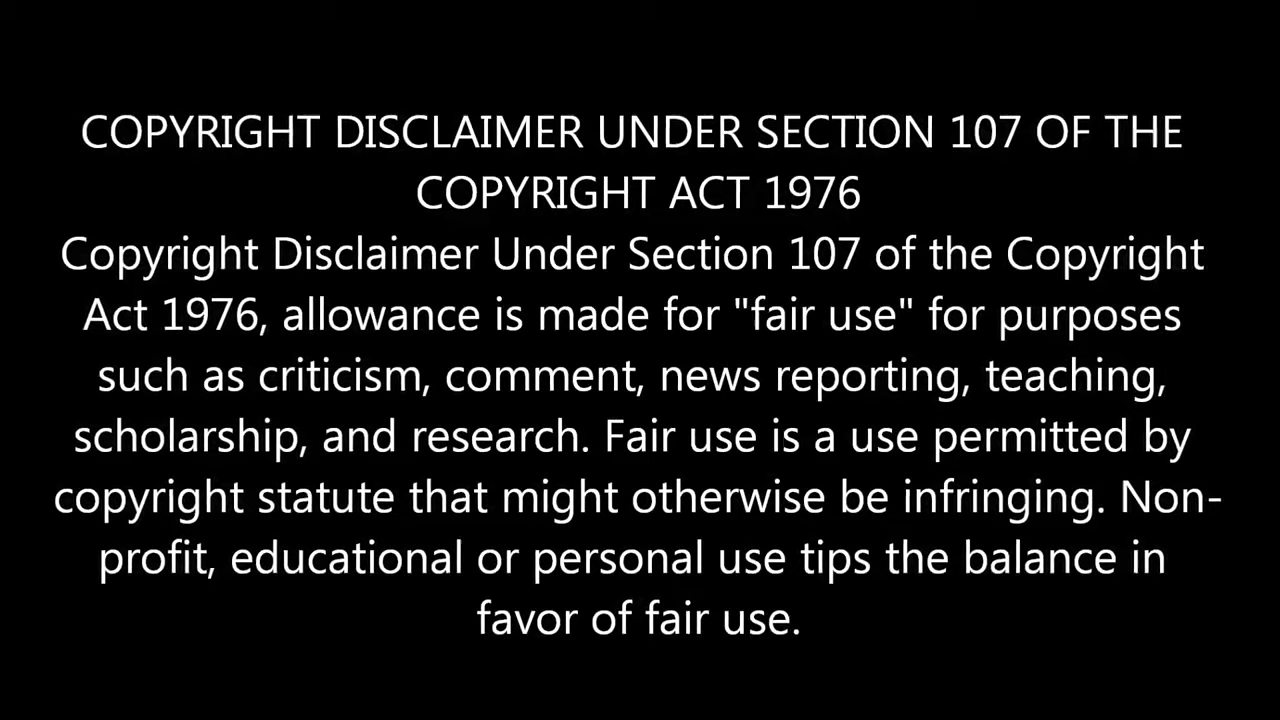 COPYRIGHT DISCLAIMER UNDER SECTION 107 OF THE
COPYRIGHT ACT 1976
Copyright Disclaimer Under Section 107 of the Copyright
Act 1976, allowance is made for "fair use" for purposes
such as criticism, comment, news reporting, teaching,
scholarship, and research. Fair use is a use permitted by
copyright statute that might otherwise be infringing. Non-
profit, educational or personal use tips the balance in
favor of fair use.